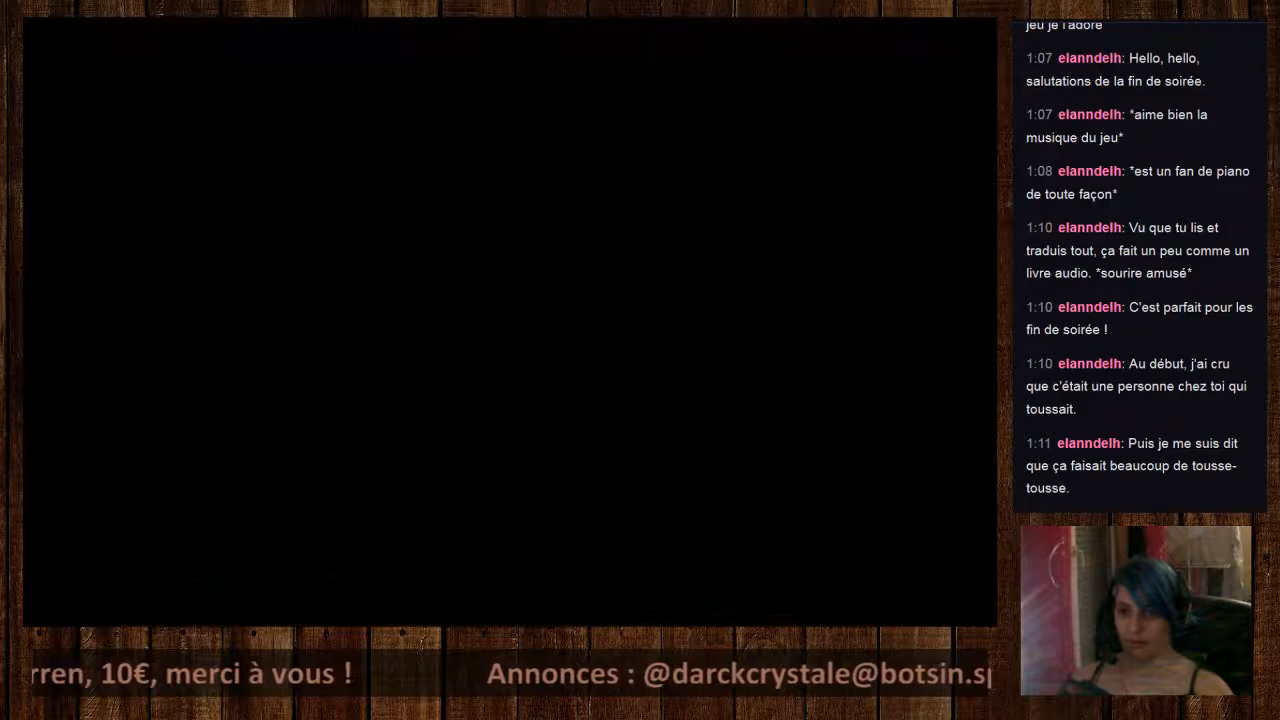 jeu je l'adore
1:07 elanndelh: Hello, hello,
salutations de la fin de soirée.
1:07 elanndelh: *aime bien la
musique du jeu*
1:08 elanndelh: *est un fan de piano
de toute façon*
1:10 elanndelh: Vu que tu lis et
traduis tout, ça fait un peu comme un
livre audio. *sourire amusé*
1:10 elanndelh: C'est parfait pour les
fin de soirée !
1:10 elanndelh: Au début, j'ai cru
que c'était une personne chez toi qui
toussait.
1:11 elanndelh: Puis je me suis dit
que ça faisait beaucoup de tousse-
tousse.
rren, 10€, merci à vous ! Annonces : @darckcrystale@botsin.sp